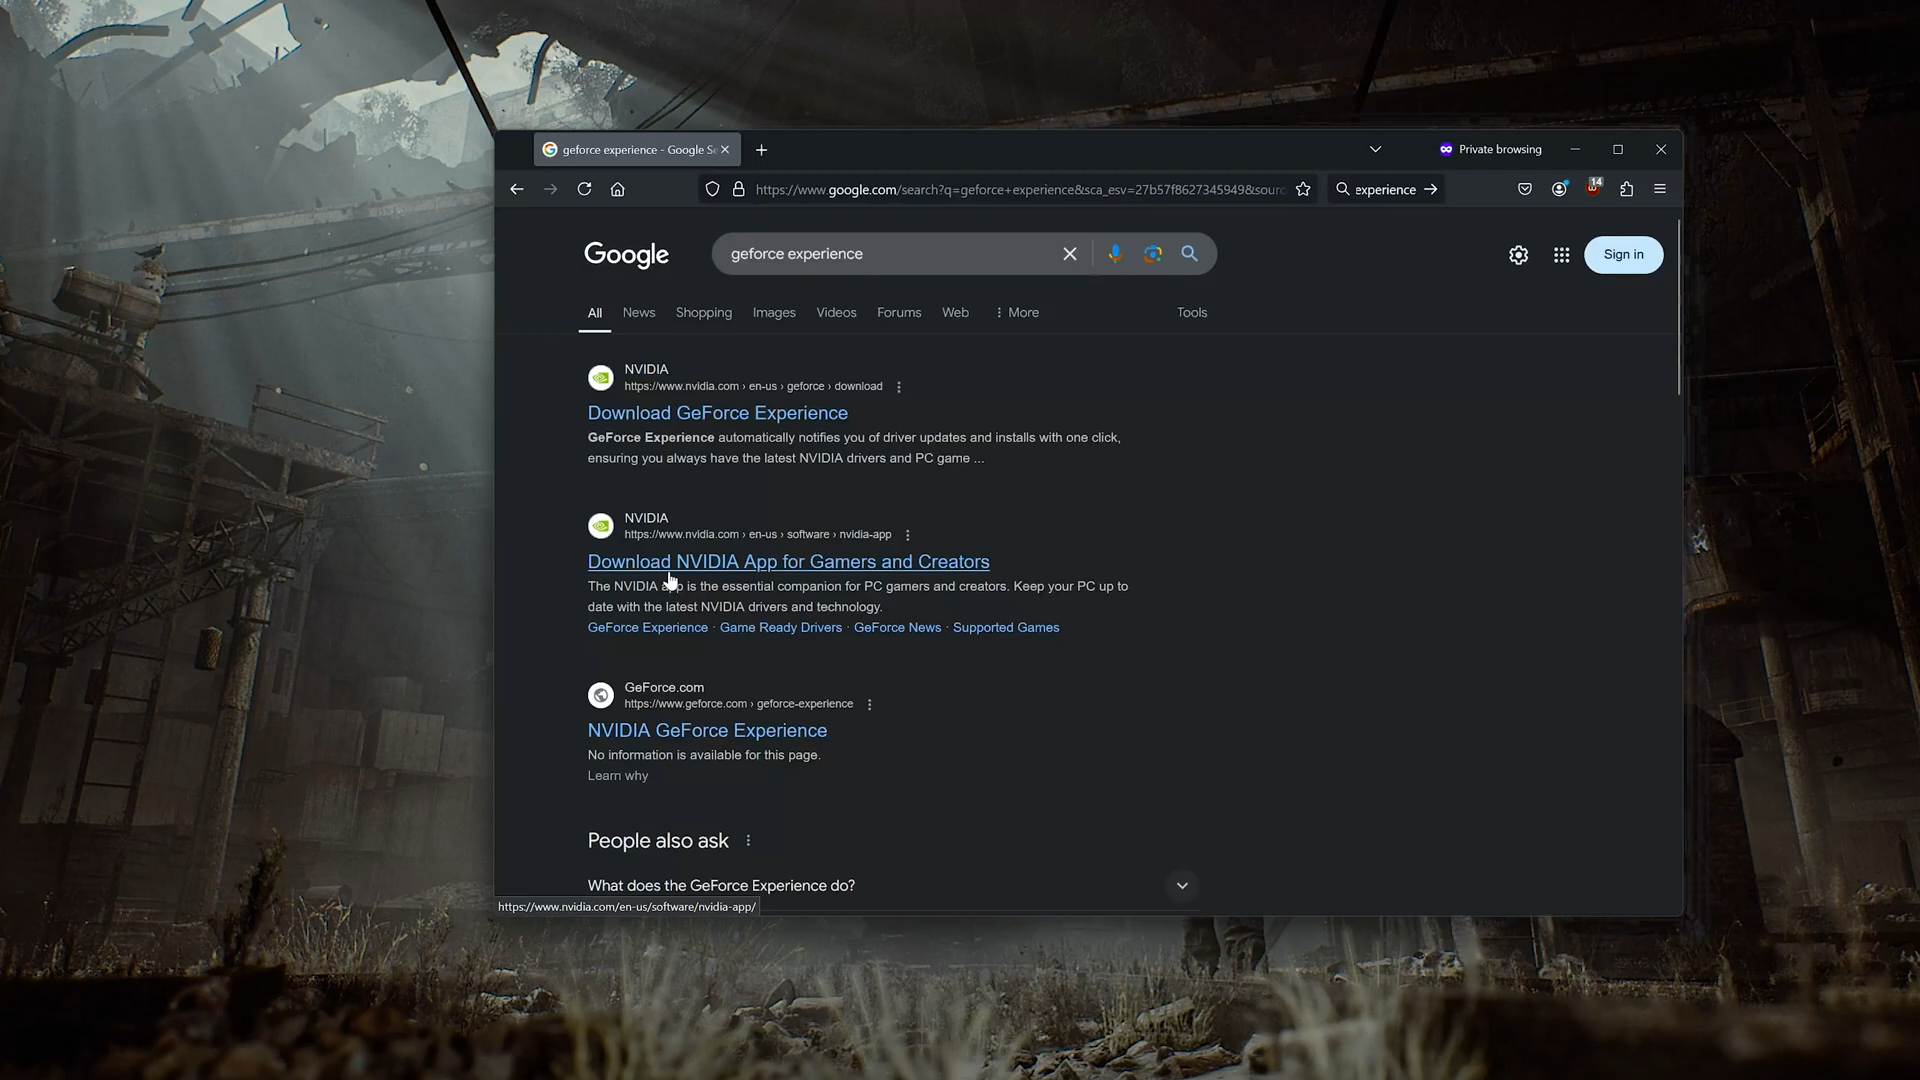 geforce experience - Google Se
Private browsing
https://www.google.com/search?q=geforce+experience&sca_esv=27b57f8627345949&sourc
experience
14
Google
geforce experience
Sign in
All
News
Shopping
Images
Videos
Forums
Web
More
Tools
NVIDIA
https://www.nvidia.com › en-us › geforce › download
Download GeForce Experience
GeForce Experience automatically notifies you of driver updates and installs with one click,
ensuring you always have the latest NVIDIA drivers and PC game ...
NVIDIA
https://www.nvidia.com › en-us › software › nvidia-app
Download NVIDIA App for Gamers and Creators
The NVIDIA app is the essential companion for PC gamers and creators. Keep your PC up to
date with the latest NVIDIA drivers and technology.
GeForce Experience · Game Ready Drivers · GeForce News · Supported Games
GeForce.com
https://www.geforce.com › geforce-experience
NVIDIA GeForce Experience
No information is available for this page.
Learn why
People also ask
What does the GeForce Experience do?
https://www.nvidia.com/en-us/software/nvidia-app/